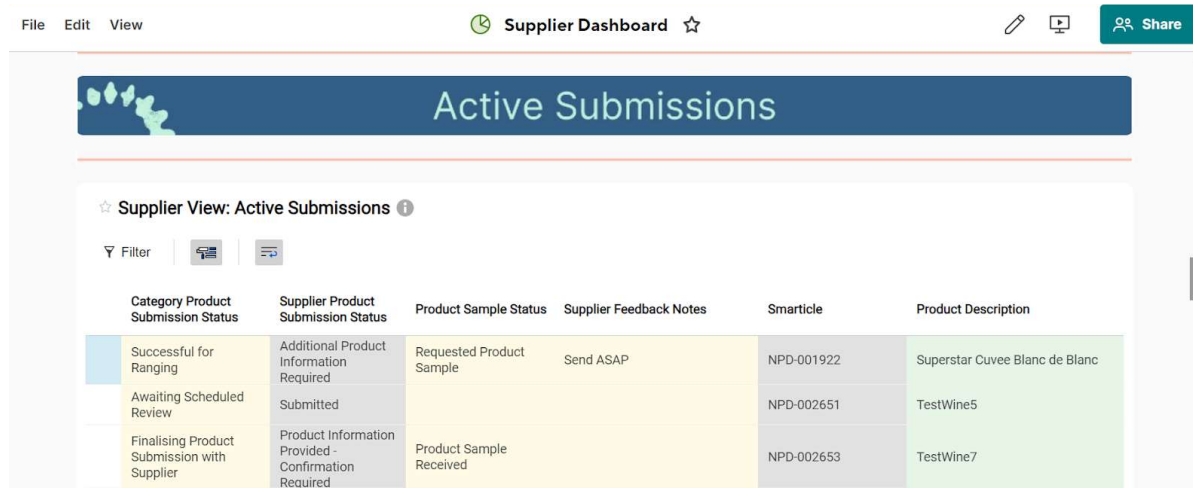 File Edit View Supplier Dashboard Share
Active Submissions
Supplier View: Active Submissions
Filter
Category Product Submission Status Supplier Product Submission Status Product Sample Status Supplier Feedback Notes Smarticle Product Description
Successful for Ranging Additional Product Information Required Requested Product Sample Send ASAP NPD-001922 Superstar Cuvee Blanc de Blanc
Awaiting Scheduled Review Submitted NPD-002651 TestWine5
Finalising Product Submission with Supplier Product Information Provided - Confirmation Required Product Sample Received NPD-002653 TestWine7